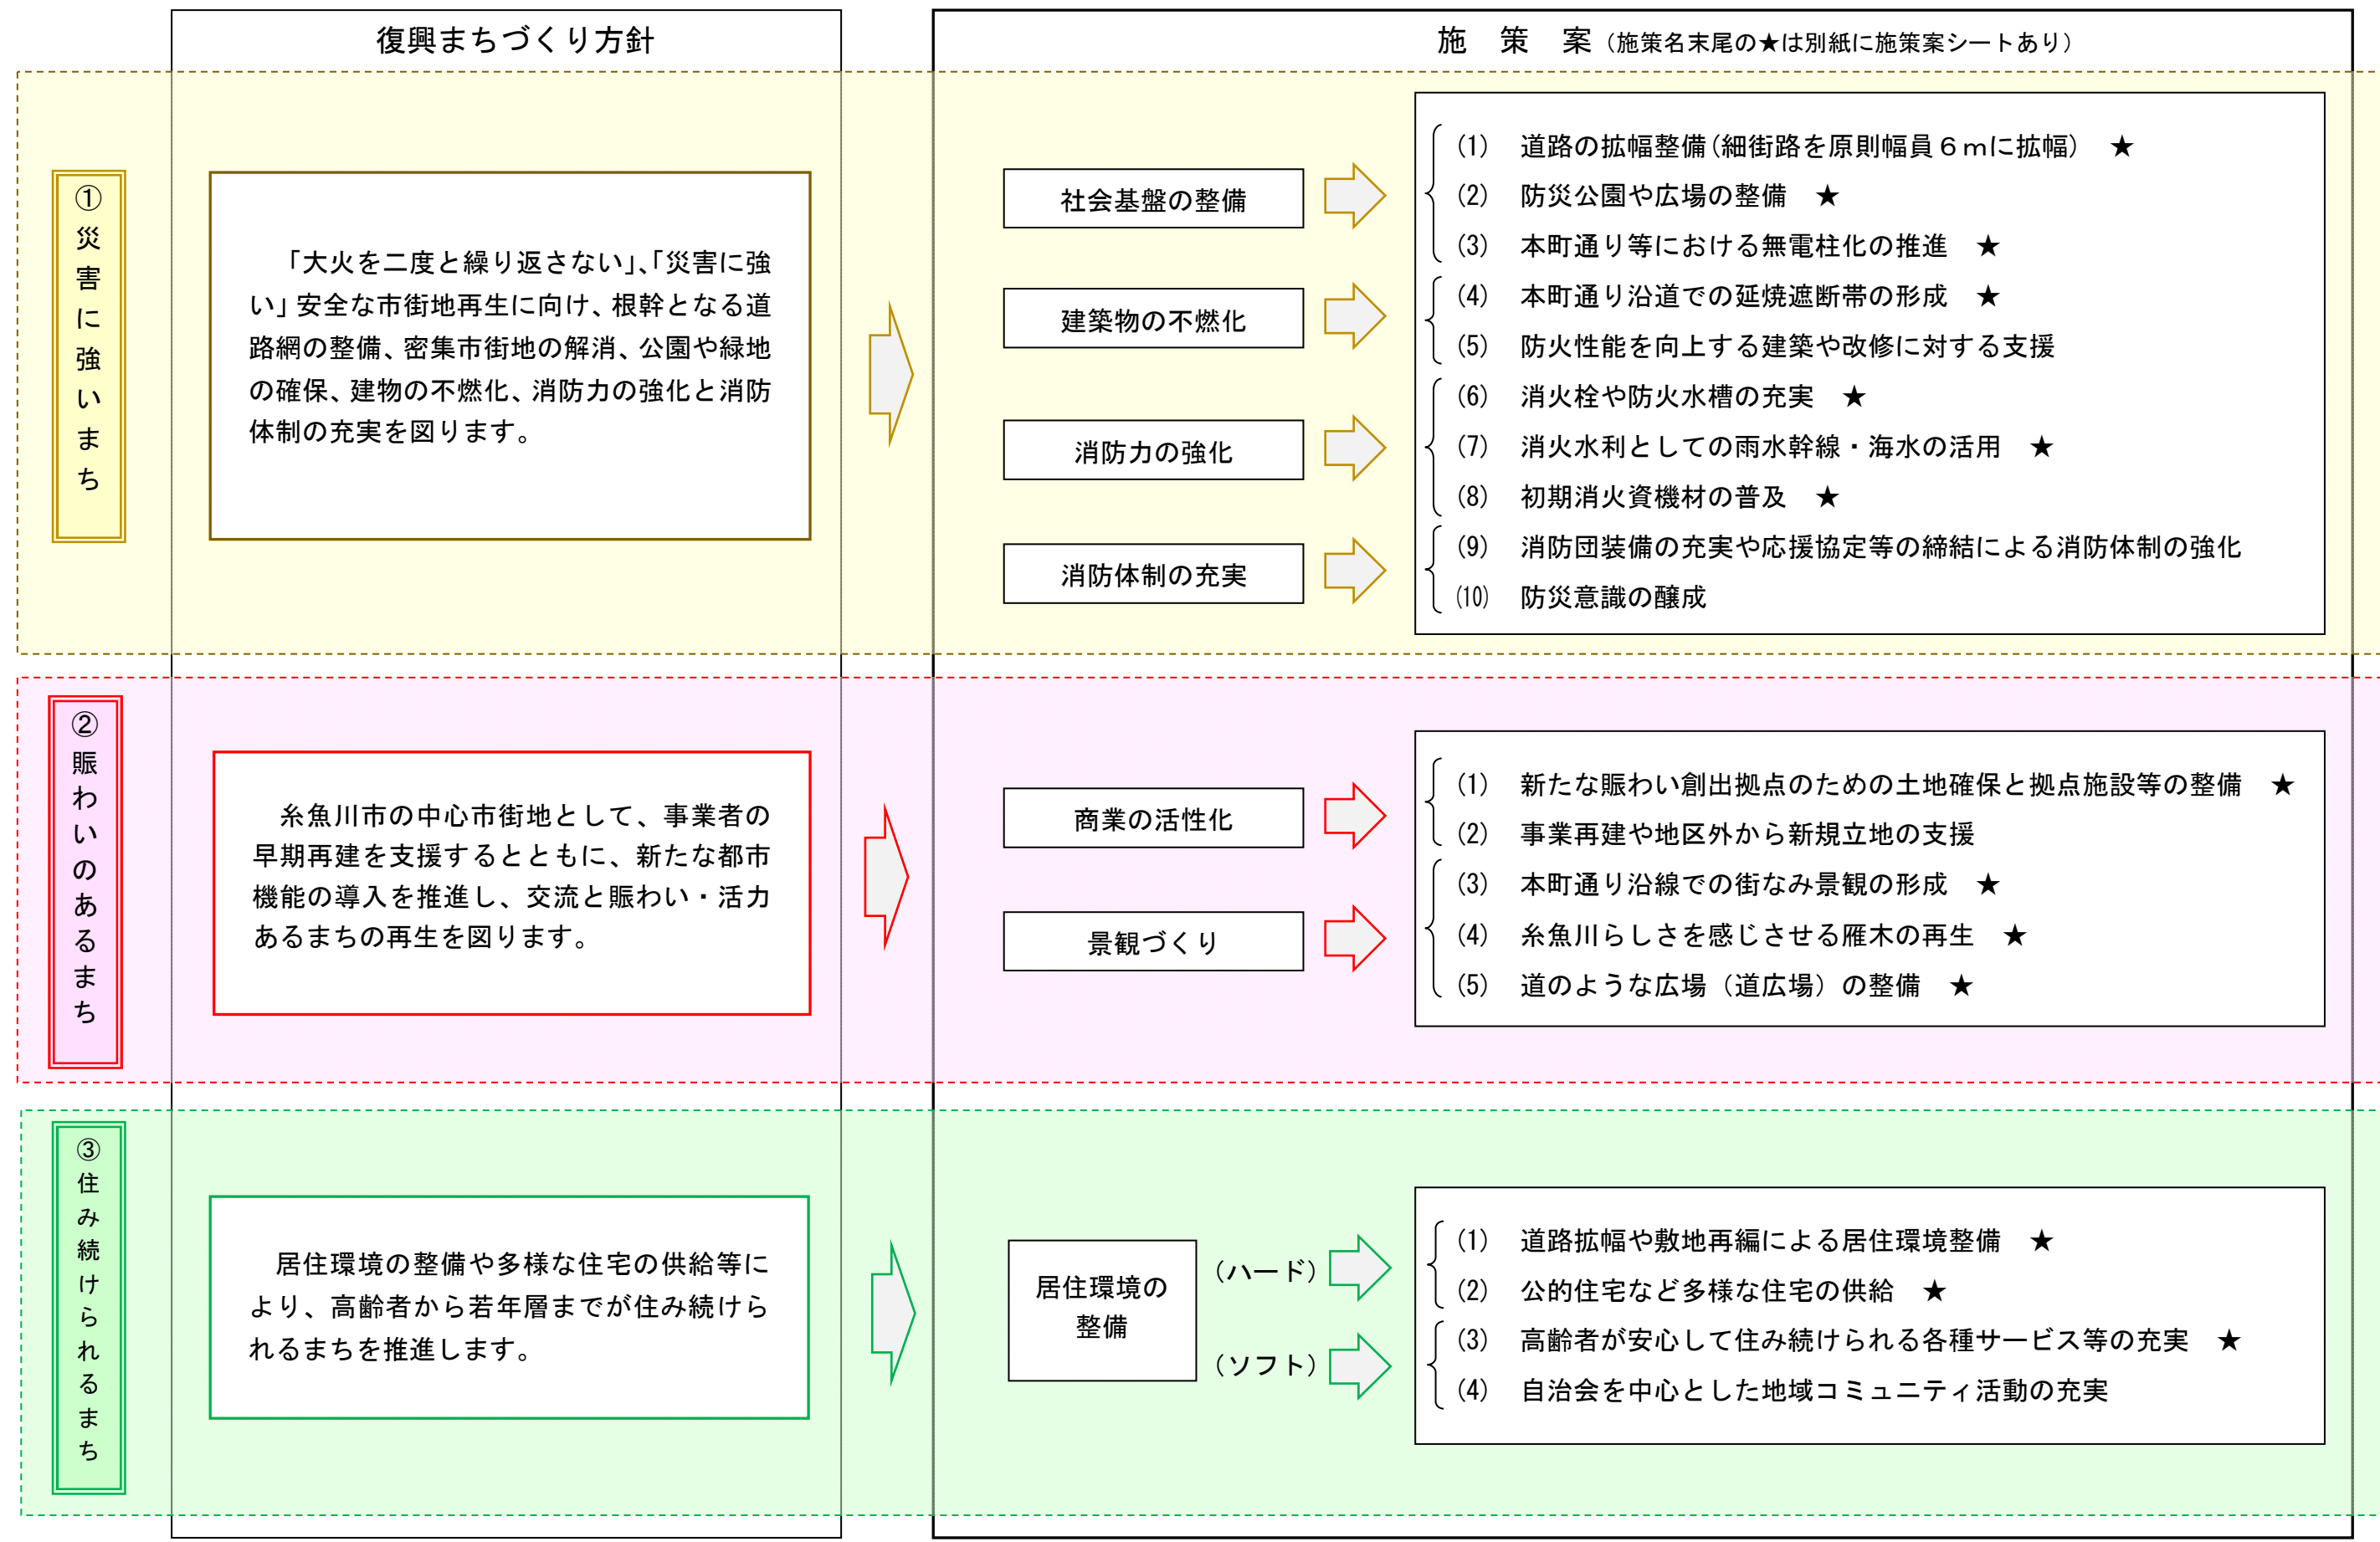 復興まちづくり方針
施　策　案（施策名末尾の★は別紙に施策案シートあり）
①災害に強いまち
「大火を二度と繰り返さない」、「災害に強
い」安全な市街地再生に向け、根幹となる道
路網の整備、密集市街地の解消、公園や緑地
の確保、建物の不燃化、消防力の強化と消防
体制の充実を図ります。
社会基盤の整備
(1)　道路の拡幅整備(細街路を原則幅員６ｍに拡幅)　★
(2)　防災公園や広場の整備　★
(3)　本町通り等における無電柱化の推進　★
建築物の不燃化
(4)　本町通り沿道での延焼遮断帯の形成　★
(5)　防火性能を向上する建築や改修に対する支援
消防力の強化
(6)　消火栓や防火水槽の充実　★
(7)　消火水利としての雨水幹線・海水の活用　★
(8)　初期消火資機材の普及　★
消防体制の充実
(9)　消防団装備の充実や応援協定等の締結による消防体制の強化
(10)　防災意識の醸成
②賑わいのあるまち
糸魚川市の中心市街地として、事業者の
早期再建を支援するとともに、新たな都市
機能の導入を推進し、交流と賑わい・活力
あるまちの再生を図ります。
商業の活性化
(1)　新たな賑わい創出拠点のための土地確保と拠点施設等の整備　★
(2)　事業再建や地区外から新規立地の支援
景観づくり
(3)　本町通り沿線での街なみ景観の形成　★
(4)　糸魚川らしさを感じさせる雁木の再生　★
(5)　道のような広場（道広場）の整備　★
③住み続けられるまち
居住環境の整備や多様な住宅の供給等に
より、高齢者から若年層までが住み続けら
れるまちを推進します。
居住環境の
整備
（ハード）
(1)　道路拡幅や敷地再編による居住環境整備　★
(2)　公的住宅など多様な住宅の供給　★
（ソフト）
(3)　高齢者が安心して住み続けられる各種サービス等の充実　★
(4)　自治会を中心とした地域コミュニティ活動の充実